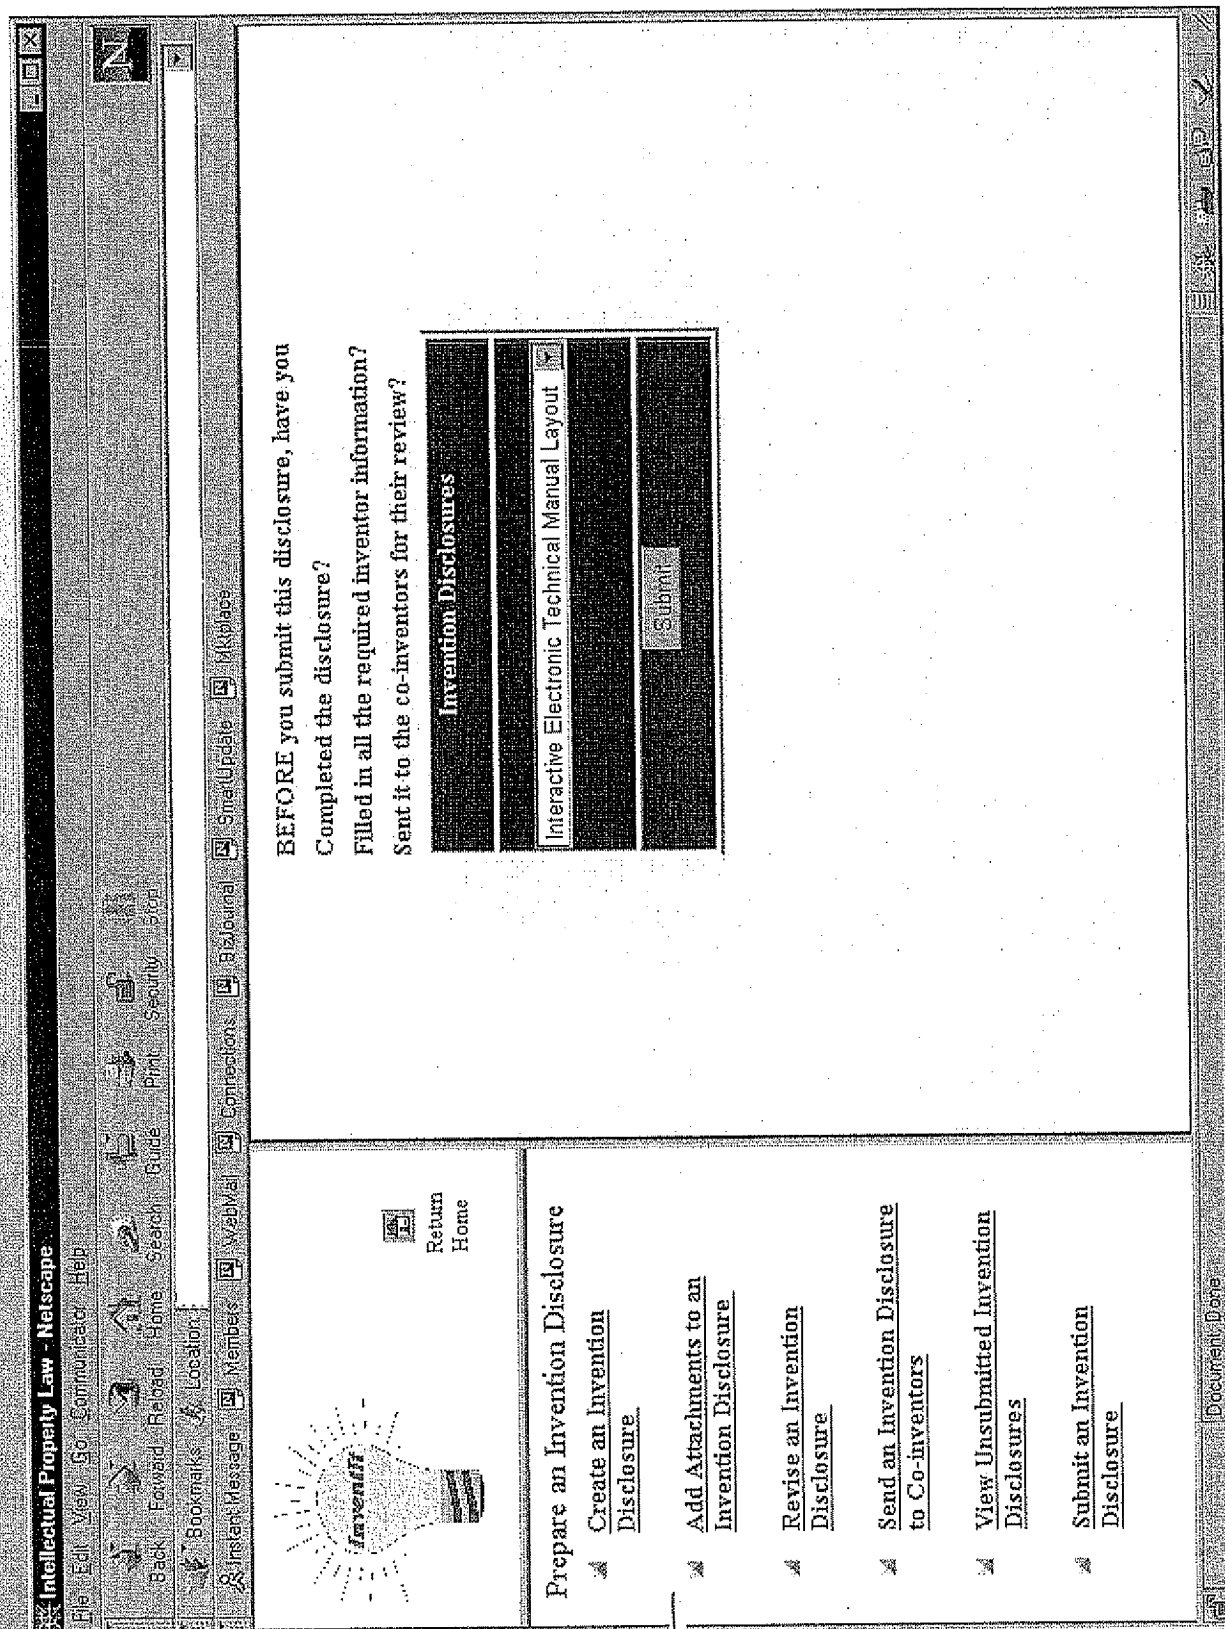 Intellectual Property Law - Netscape
File Edit View Go Communicator Help
Back Forward Reload Home Search Guide Print Security Stop
Bookmarks Location:
Instant Message Members WebMail Connections BizJournal SmartUpdate Mktplace
InventIt
Return
Home
Prepare an Invention Disclosure
Create an Invention
Disclosure
Add Attachments to an
Invention Disclosure
Revise an Invention
Disclosure
Send an Invention Disclosure
to Co-inventors
View Unsubmitted Invention
Disclosures
Submit an Invention
Disclosure
BEFORE you submit this disclosure, have you
Completed the disclosure?
Filled in all the required inventor information?
Sent it to the co-inventors for their review?
Invention Disclosures
Interactive Electronic Technical Manual Layout
Submit
Document: Done